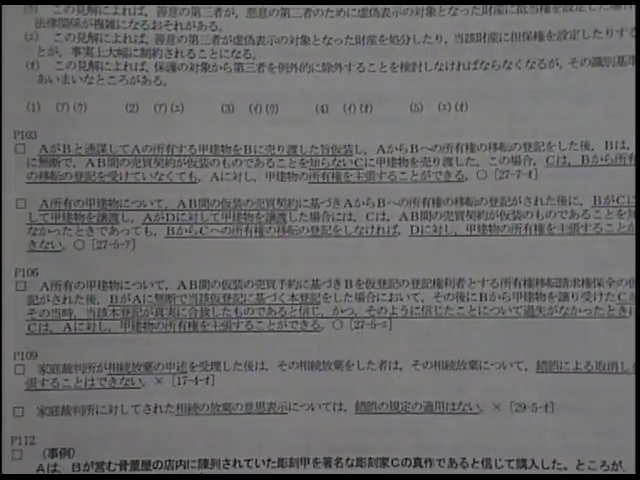 (ウ) この見解によれば，善意の第三者が，悪意の第三者のために虚偽表示の対象となった財産に担保権を設定した場
法律関係が複雑になるおそれがある。
この見解によれば，善意の第三者が虚偽表示の対象となった財産を処分したり，当該財産に担保権を設定したりす
とが，事実上大幅に制約されることになる。
(オ) この見解によれば，保護の対象から第三者を例外的に除外することを検討しなければならなくなるが，その識別基準
あいまいなところがある。
(1) (ア)(ウ) (2) (ア)(エ) (3) (イ)(ウ) (4) (イ)(オ) (5) (エ)(オ)
P103
□ AがBと通謀してAの所有する甲建物をBに売り渡した旨仮装し，AからBへの所有権の移転の登記をした後，Bは，
に無断で，AB間の売買契約が仮装のものであることを知らないCに甲建物を売り渡した。この場合，Cは，Bから所有
の移転の登記を受けていなくても，Aに対し，甲建物の所有権を主張することができる。○ [27-7-イ]
□ A所有の甲建物について，AB間の仮装の売買契約に基づきAからBへの所有権の移転の登記がされた後に，BがCに
して甲建物を譲渡し，AがDに対して甲建物を譲渡した場合には，Cは，AB間の売買契約が仮装のものであることを知
なかったときであっても，BからCへの所有権の移転の登記をしなければ，Dに対し，甲建物の所有権を主張することが
きない。○ [27-5-ア]
P106
□ A所有の甲建物について，AB間の仮装の売買予約に基づきBを仮登記の登記権利者とする所有権移転請求権保全の仮
記がされた後，BがAに無断で当該仮登記に基づく本登記をした場合において，その後にBから甲建物を譲り受けたC
その当時，当該本登記が真実に合致したものであると信じ，かつ，そのように信じたことについて過失がなかったときに
Cは，Aに対し，甲建物の所有権を主張することができる。○
P109
□ 家庭裁判所が相続放棄の申述を受理した後は，その相続放棄をした者は，その相続放棄について，錯誤による取消し
張することはできない。× [17-4-オ]
□ 家庭裁判所に対してされた相続の放棄の意思表示については，錯誤の規定の適用はない。× [29-5-オ]
P112
□ (事例)
Aは，Bが営む骨董屋の店内に陳列されていた彫刻甲を著名な彫刻家Cの真作であると信じて購入した。ところが，